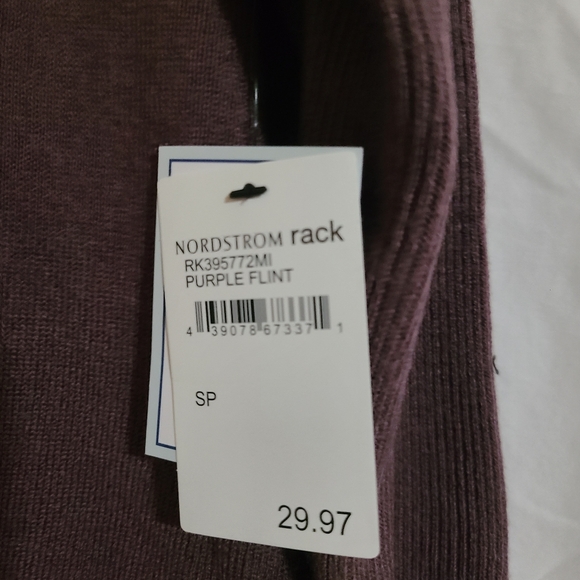 NORDSTROM rack
RK395772MI
PURPLE FLINT
4 39078 67337 1
SP
29.97